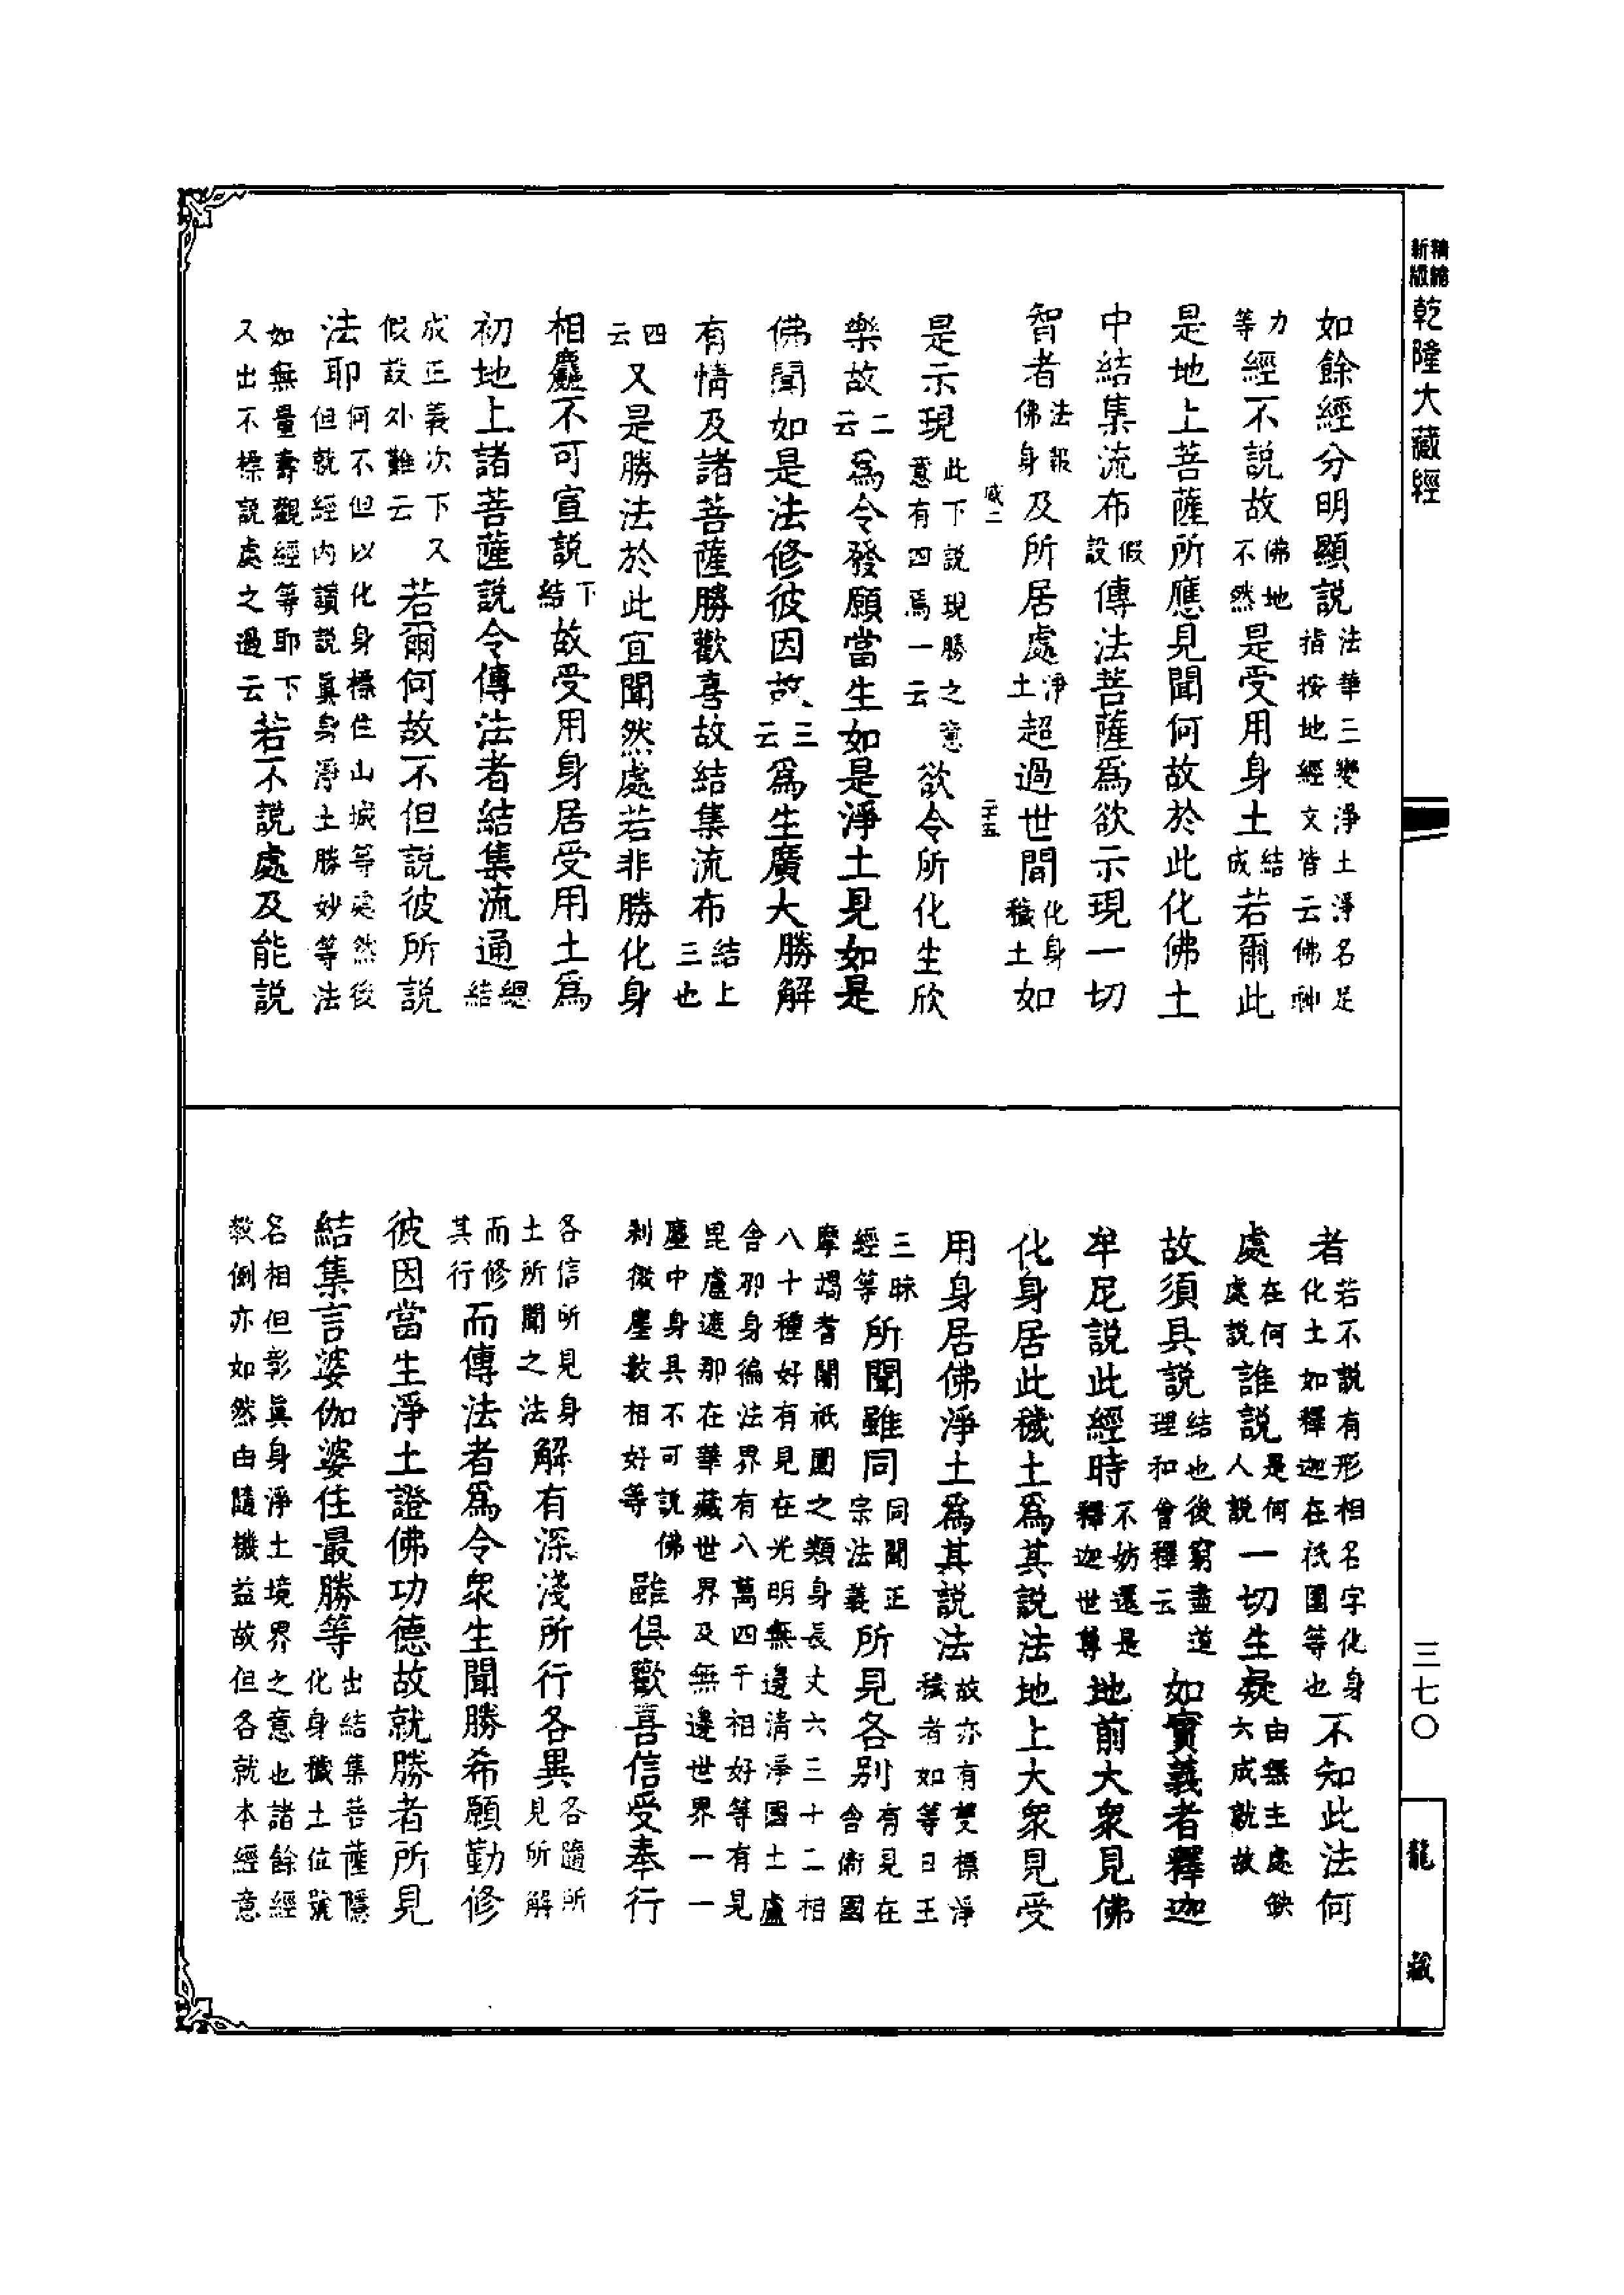 精縮
新版
乾隆大藏經
如餘經分明顯說法華三變淨土淨名足指按地經文皆云佛神
力等經不說故佛地不然是受用身土結成若爾此
是地上菩薩所應見聞何故於此化佛土
中結集流布假設傳法菩薩為欲示現一切
智者法報佛身及所居處淨土超過世間化身穢土如
咸二
二十五
是示現此下說現勝之意意有四焉一云欲令所化生欣
樂故二云為令發願當生如是淨土見如是
佛聞如是法修彼因故三云為生廣大勝解
有情及諸菩薩勝歡喜故結集流布結上三也
四云又是勝法於此宜聞然處若非勝化身
相麤不可宣說下結故受用身居受用土為
初地上諸菩薩說令傳法者結集流通總結
成正義次下又假設外難云若爾何故不但說彼所說
法耶何不但以化身標住山城等處然後但就經內讚說眞身淨土勝妙等法
如無量壽觀經等耶下又出不標說處之過云若不說處及能說
者若不說有形相名字化身化土如釋迦在祇園等也不知此法何
處在何處說誰說是何人說一切生疑由無主處缺六成就故
故須具說結也後窮盡道理和會釋云如實義者釋迦
牟尼說此經時不妨還是釋迦世尊地前大衆見佛
化身居此穢土為其說法地上大衆見受
用身居佛淨土為其說法故亦有雙標淨穢者如等日王
三昧經等所聞雖同同聞正宗法義所見各別有見在舍衞國
摩竭耆闍祇園之類身長丈六三十二相
八十種好有見在光明無邊清淨國土盧
舍那身徧法界有八萬四千相好等有見
毘盧遮那在華藏世界及無邊世界一一
塵中身具不可說佛剎微塵數相好等雖俱歡喜信受奉行
各信所見身土所聞之法解有深淺所行各異各隨所見所解
而修其行而傳法者為令衆生聞勝希願勤修
彼因當生淨土證佛功德故就勝者所見
結集言婆伽婆住最勝等出結集菩薩隱化身穢土位號
名相但彰眞身淨土境界之意也諸餘經
教倒亦如然由隨機益故但各就本經意
三七〇
龍藏